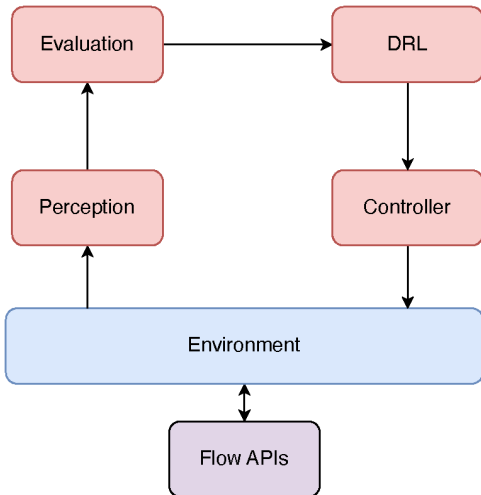 Evaluation
DRL
Perception
Controller
Environment
Flow APIs